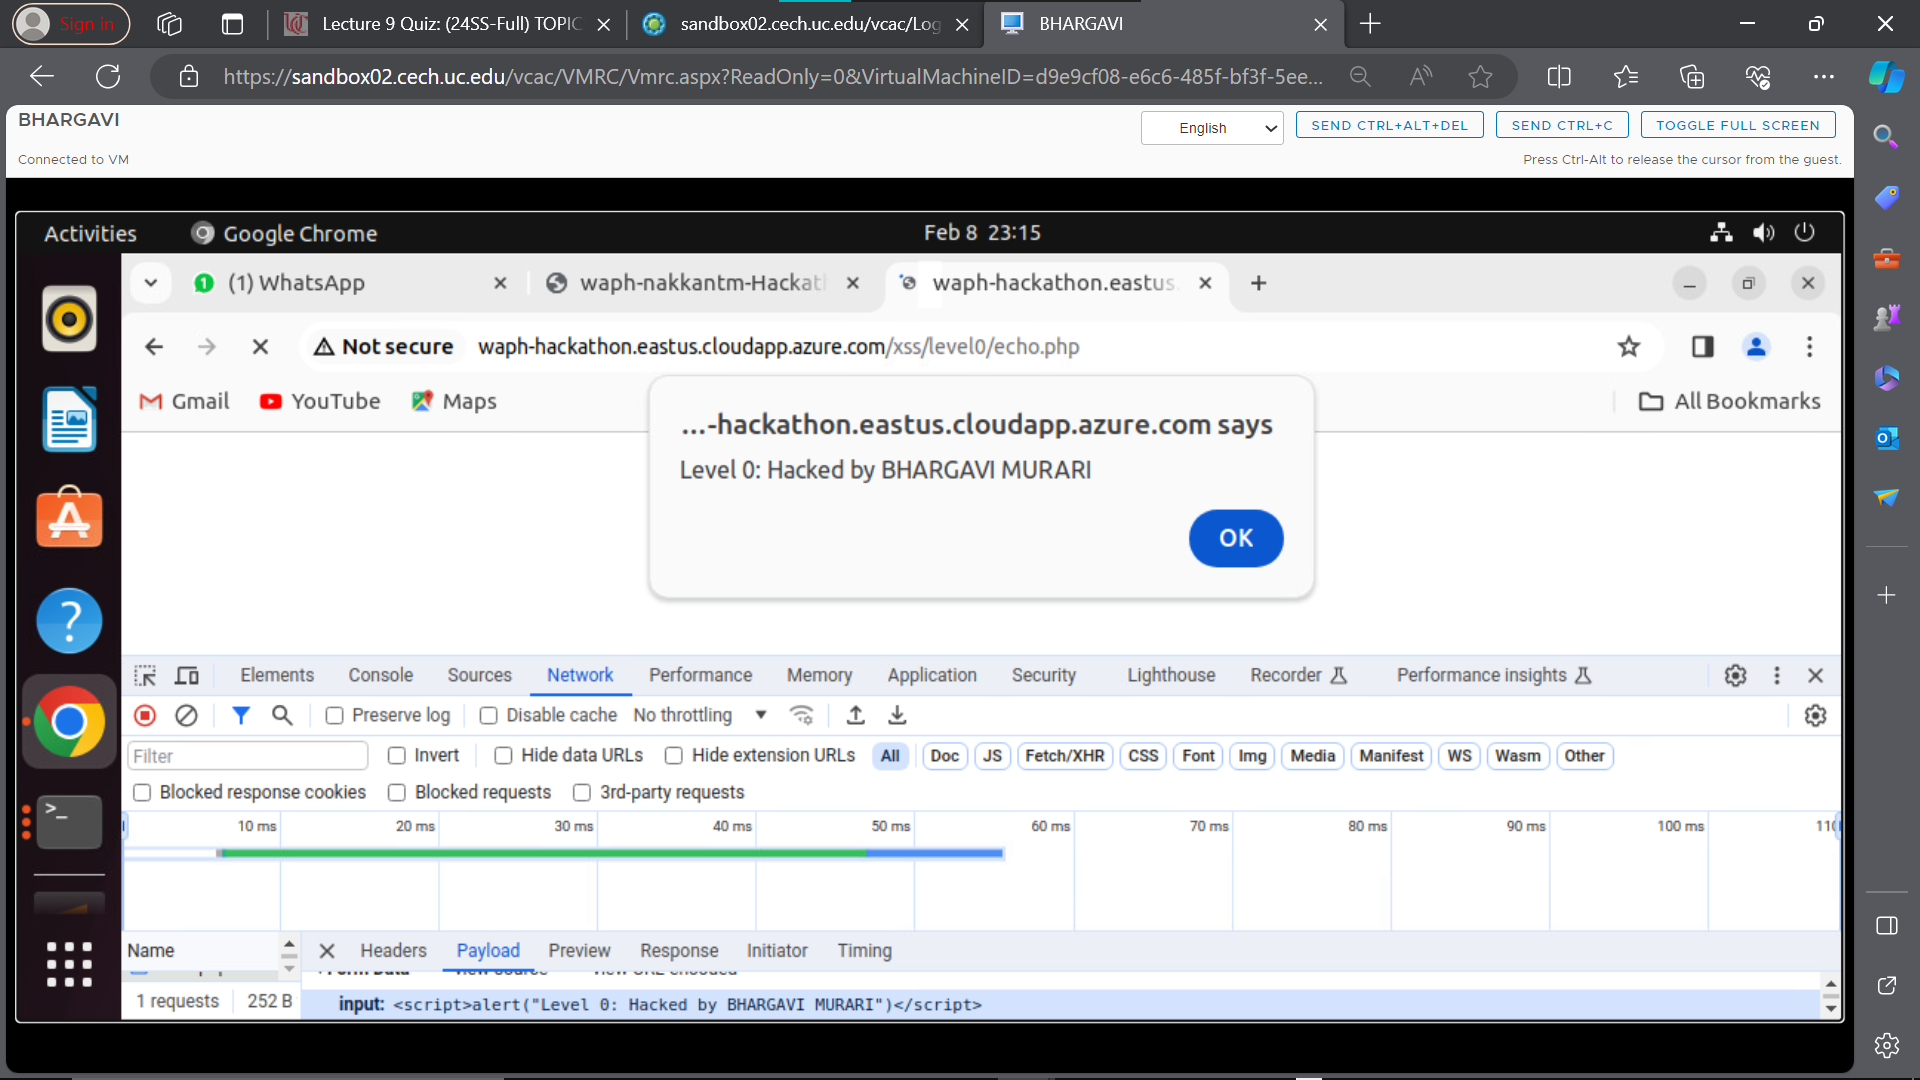 Sign in
Lecture 9 Quiz: (24SS-Full) TOPIC
sandbox02.cech.uc.edu/vcac/Log
BHARGAVI
https://sandbox02.cech.uc.edu/vcac/VMRC/Vmrc.aspx?ReadOnly=0&VirtualMachineID=d9e9cf08-e6c6-485f-bf3f-5ee...
BHARGAVI
English
SEND CTRL+ALT+DEL
SEND CTRL+C
TOGGLE FULL SCREEN
Connected to VM
Press Ctrl-Alt to release the cursor from the guest.
Activities
Google Chrome
Feb 8 23:15
(1) WhatsApp
waph-nakkantm-Hackat
waph-hackathon.eastus.
Not secure
waph-hackathon.eastus.cloudapp.azure.com/xss/level0/echo.php
Gmail
YouTube
Maps
All Bookmarks
...-hackathon.eastus.cloudapp.azure.com says
Level 0: Hacked by BHARGAVI MURARI
OK
Elements Console Sources Network Performance Memory Application Security Lighthouse Recorder Performance insights
Preserve log Disable cache No throttling
Filter Invert Hide data URLs Hide extension URLs All Doc JS Fetch/XHR CSS Font Img Media Manifest WS Wasm Other
Blocked response cookies Blocked requests 3rd-party requests
10 ms 20 ms 30 ms 40 ms 50 ms 60 ms 70 ms 80 ms 90 ms 100 ms 110
Name Headers Payload Preview Response Initiator Timing
1 requests 252 B
input: <script>alert("Level 0: Hacked by BHARGAVI MURARI")</script>